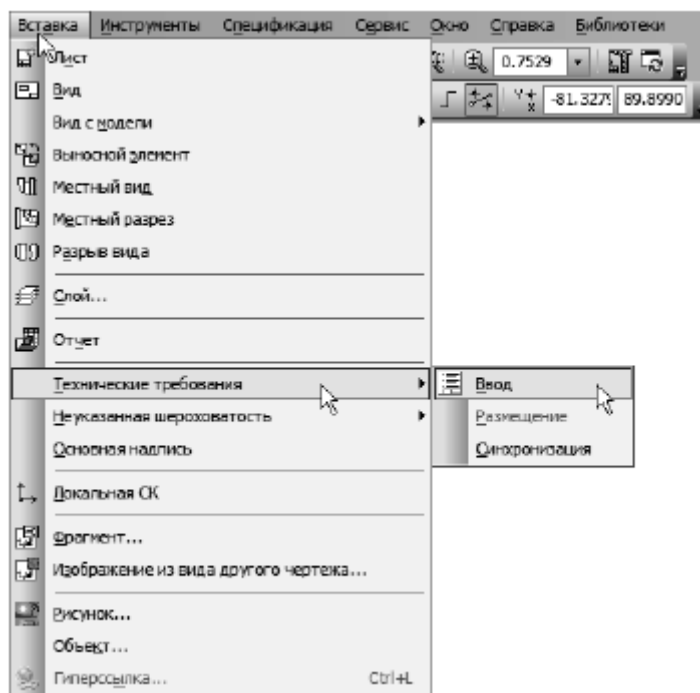 Вставка Инструменты Спецификация Сервис Окно Справка Библиотеки
Лист
0.7529
Вид
-81.3279 89.8990
Вид с модели
Выносной элемент
Местный вид
Местный разрез
Разрыв вида
Слой...
Отчет
Технические требования
Ввод
Неуказанная шероховатость
Размещение
Основная надпись
Синхронизация
Локальная СК
Фрагмент...
Изображение из вида другого чертежа...
Рисунок...
Объект...
Гиперссылка... Ctrl+L